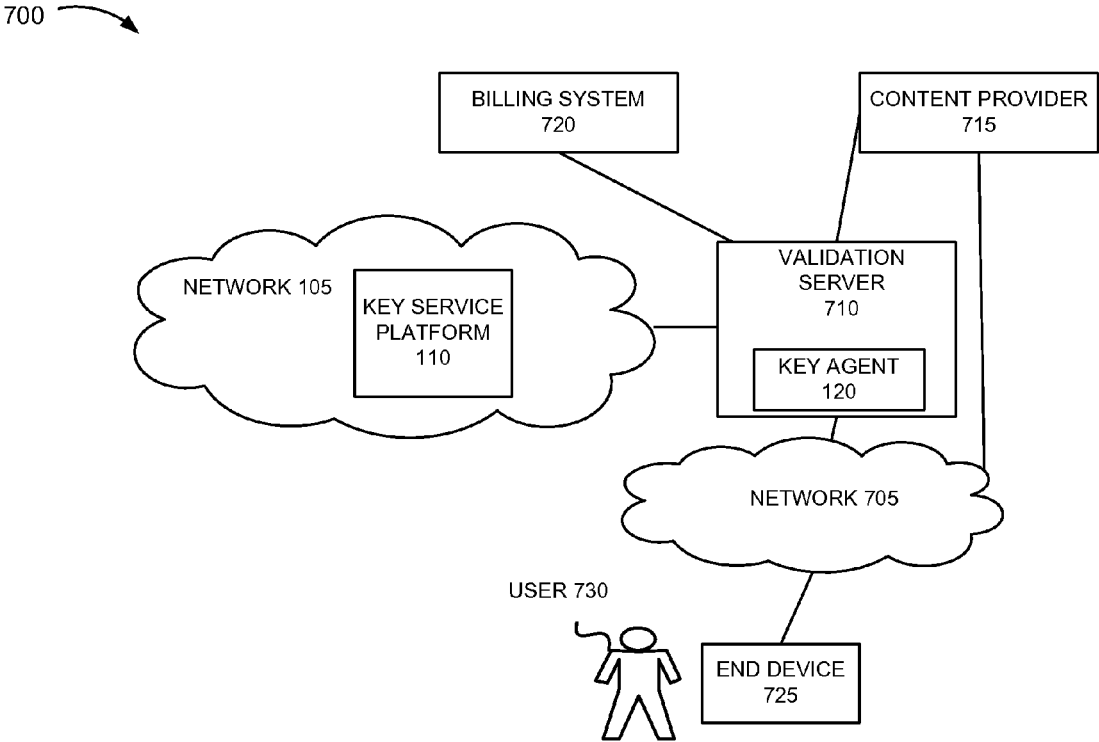 700
BILLING SYSTEM
720
CONTENT PROVIDER
715
VALIDATION
SERVER
710
NETWORK 105
KEY SERVICE
PLATFORM
110
KEY AGENT
120
NETWORK 705
USER 730
END DEVICE
725